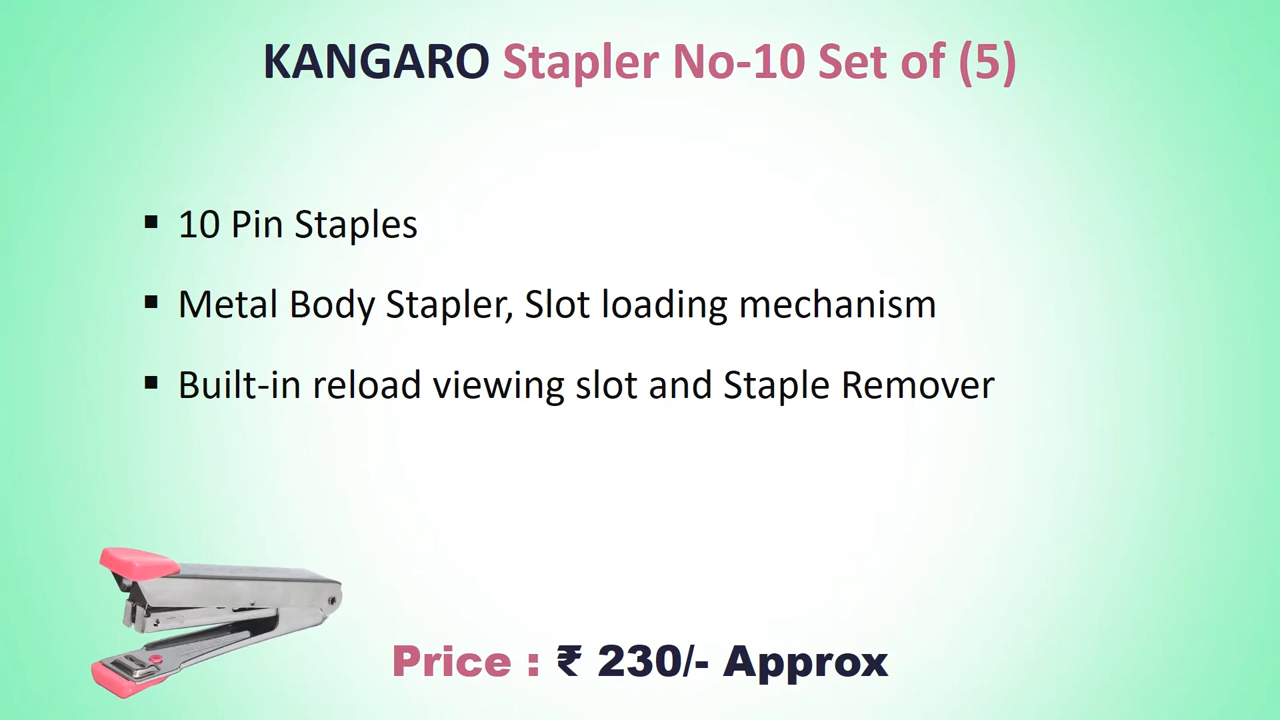 KANGARO Stapler No-10 Set of (5)
▪ 10 Pin Staples
▪ Metal Body Stapler, Slot loading mechanism
▪ Built-in reload viewing slot and Staple Remover
Price : ₹ 230/- Approx